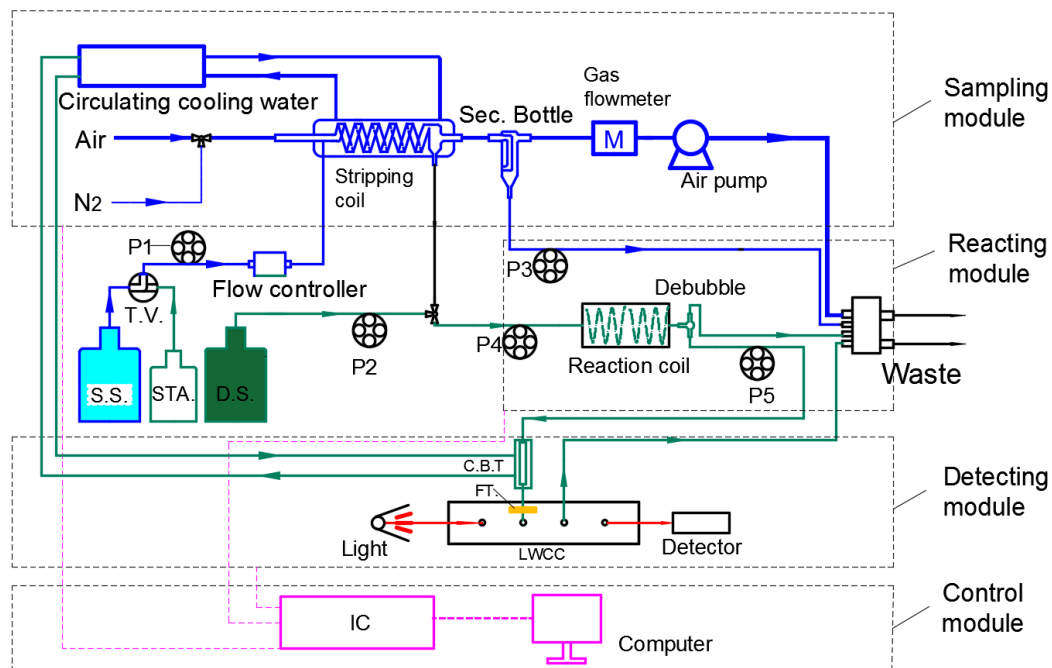 Circulating cooling water
Air
N2
Stripping
coil
Sec. Bottle
Gas
flowmeter
M
Air pump
Sampling
module
P1
T.V.
Flow controller
S.S.
STA.
D.S.
P2
P3
P4
Debubble
Reaction coil
P5
Reacting
module
Waste
C.B.T
FT.
Light
LWCC
Detector
Detecting
module
IC
Computer
Control
module